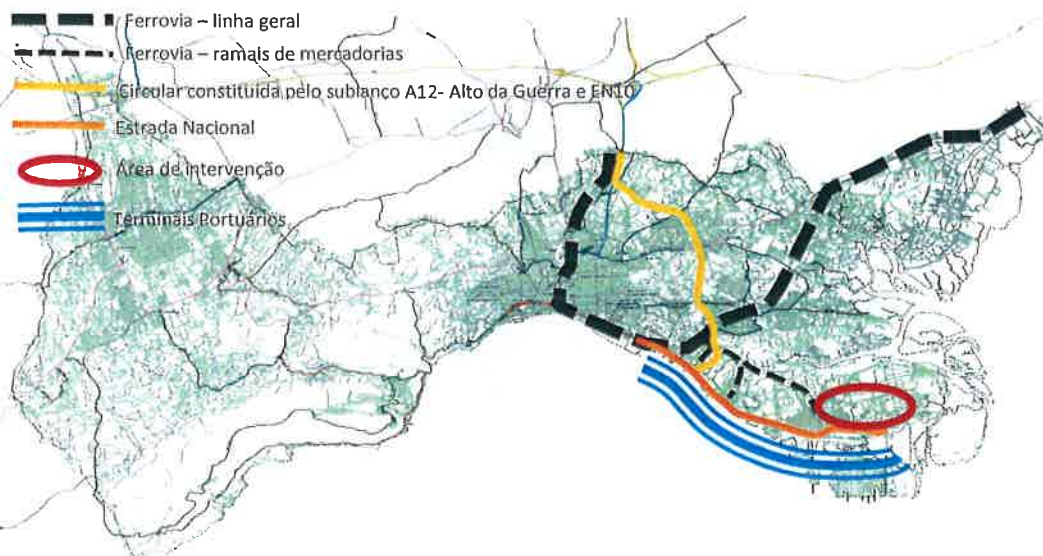 Ferrovia – linha geral
Ferrovia – ramais de mercadorias
Circular constituída pelo sublanço A12- Alto da Guerra e EN10
Estrada Nacional
Área de intervenção
Terminais Portuários